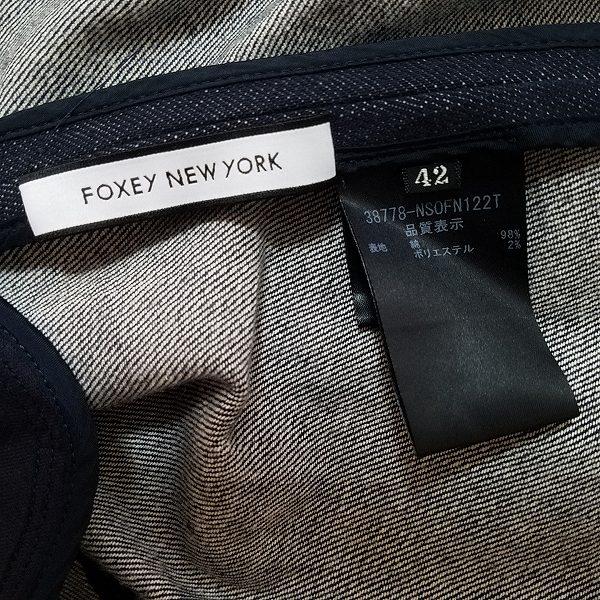 FOXEY NEW YORK
42
38778-NSOFN122T
品質表示
表地 綿 98%
ポリエステル 2%